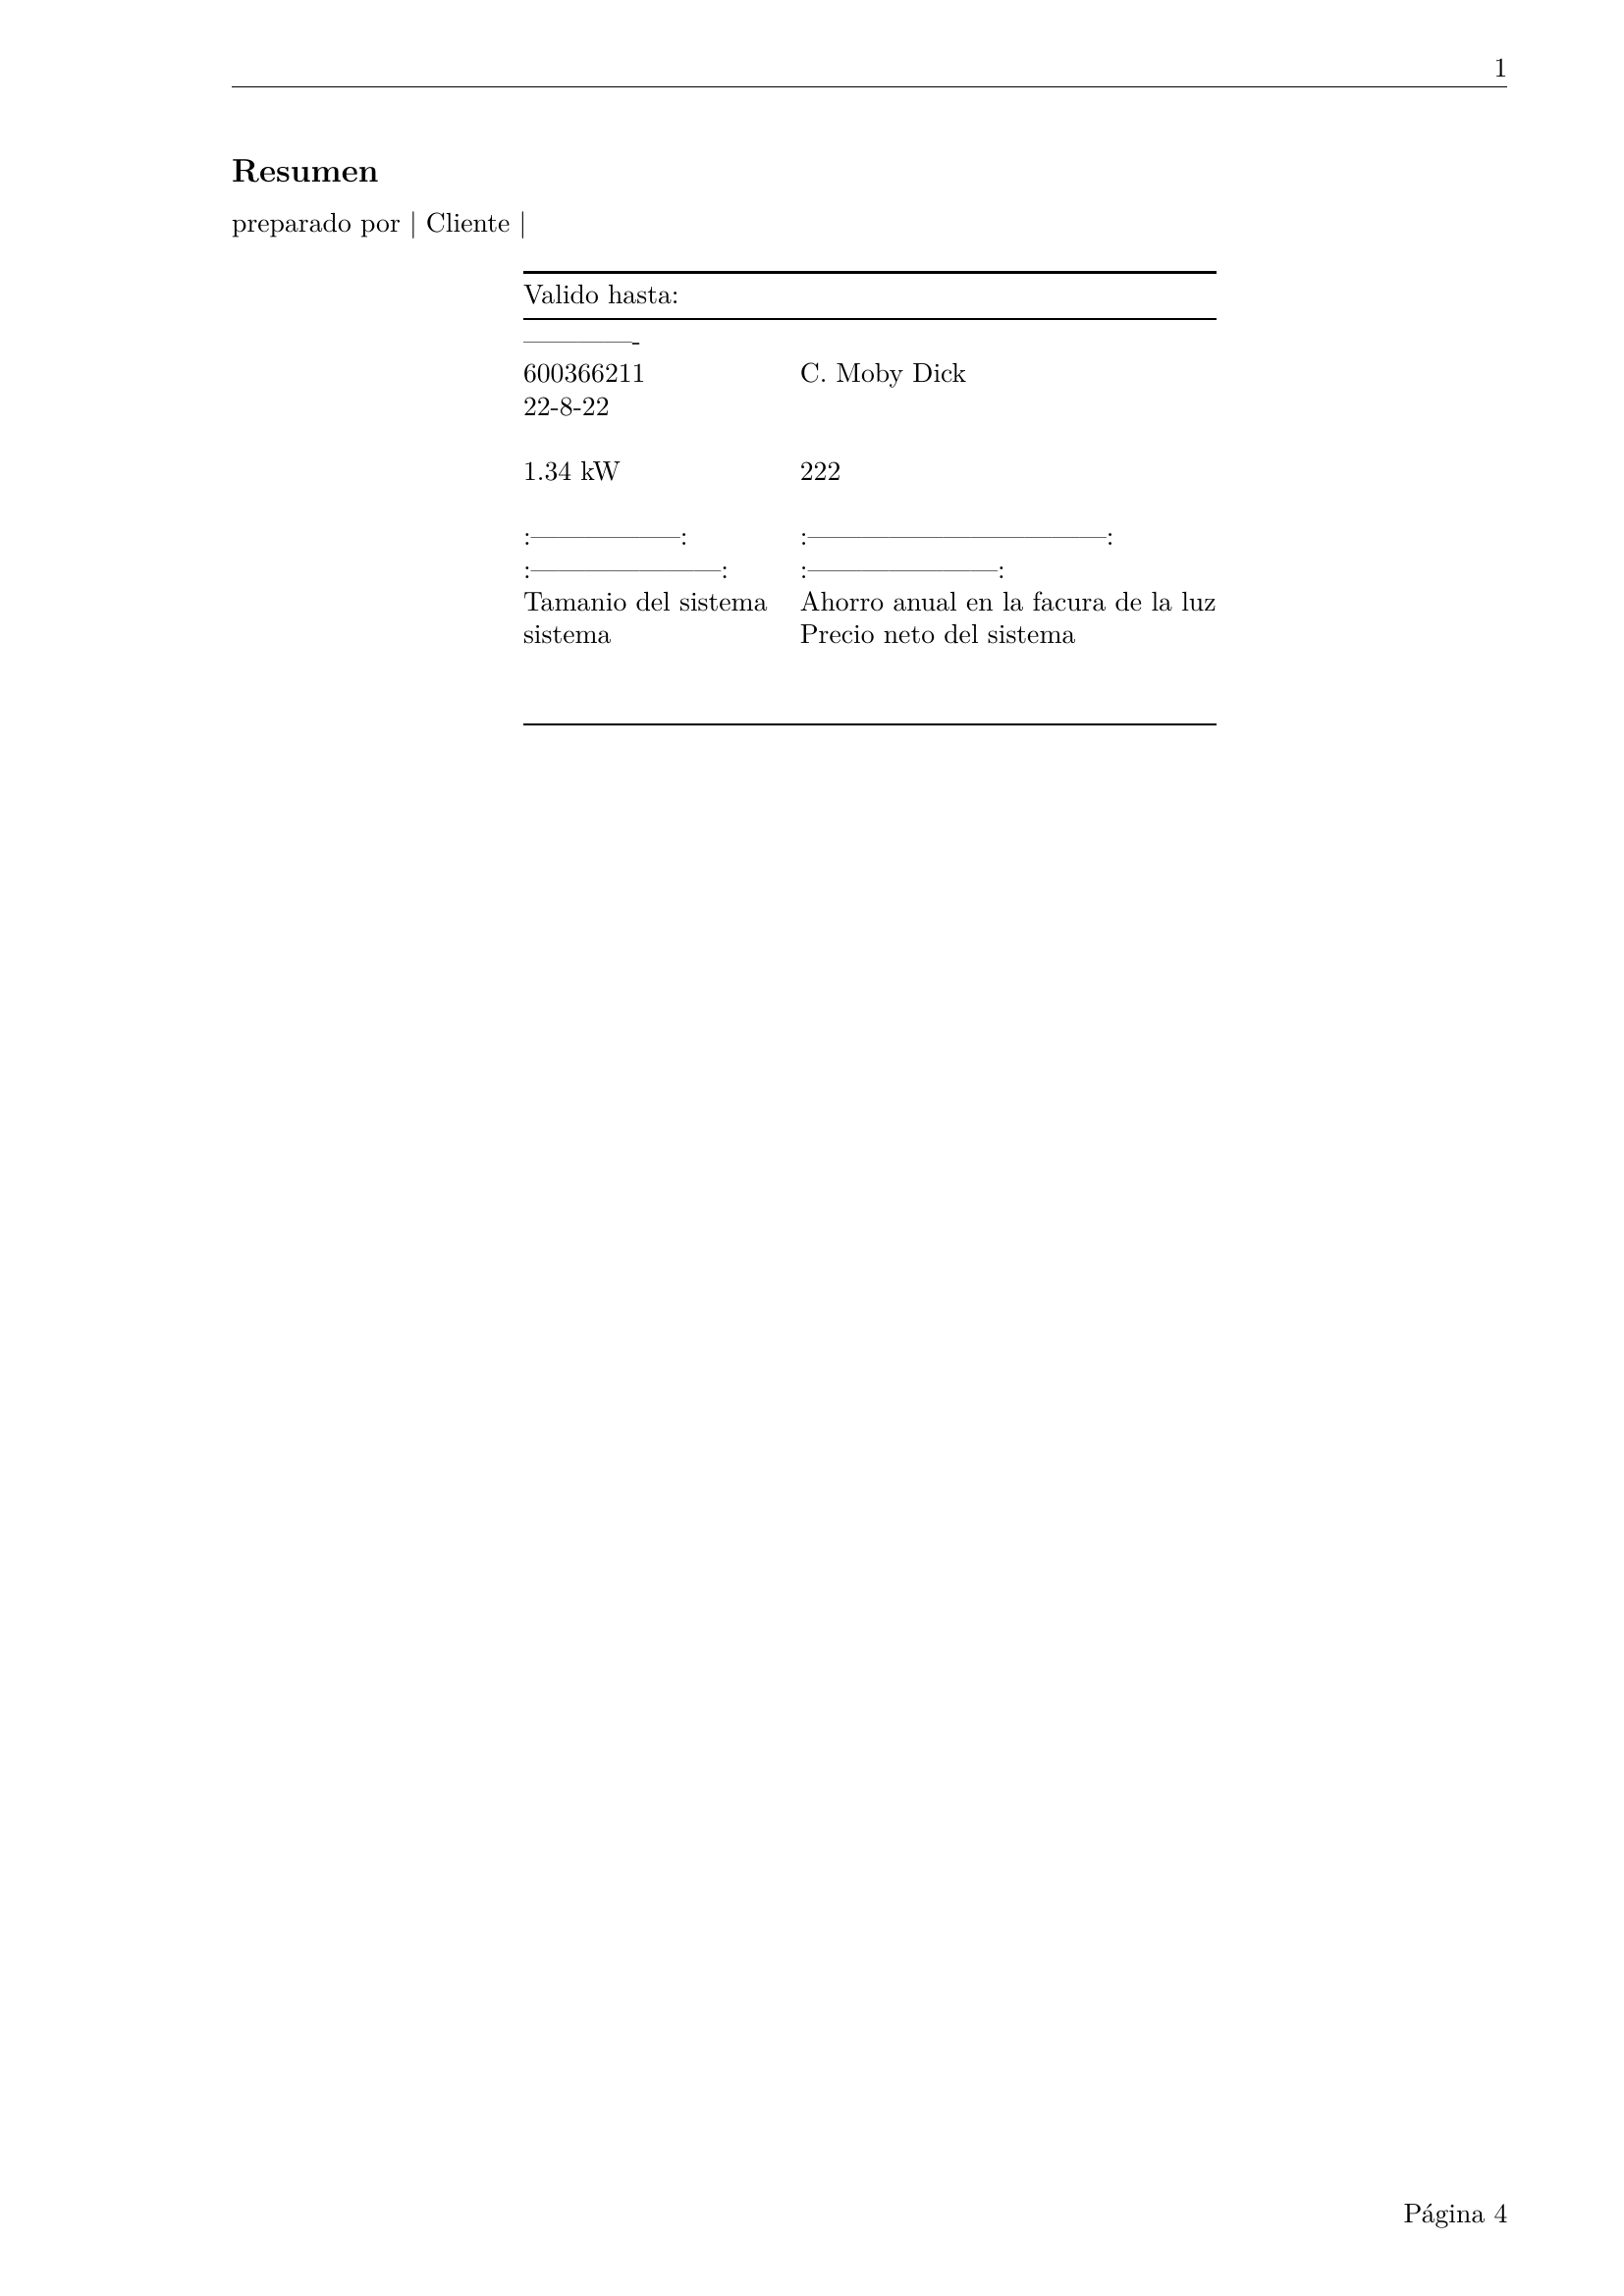 1
Resumen
preparado por | Cliente |
Valido hasta:
————-
600366211 C. Moby Dick
22-8-22
1.34 kW 222
:—————–: :———————————–:
:———————–: :———————–:
Tamanio del sistema Ahorro anual en la facura de la luz
sistema Precio neto del sistema
Página 4